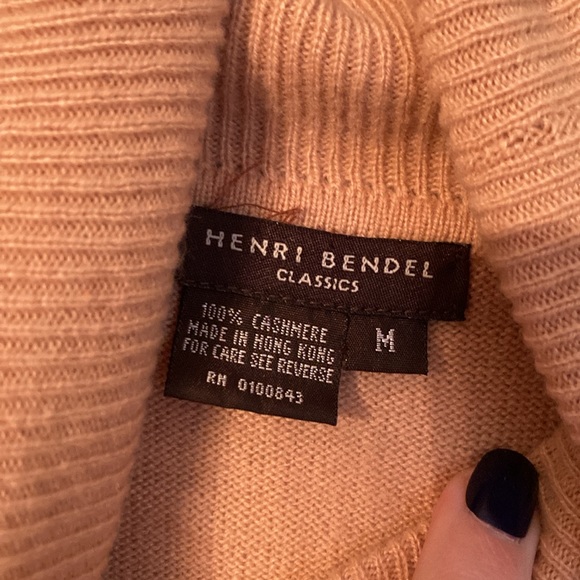 HENRI BENDEL
CLASSICS
100% CASHMERE
MADE IN HONG KONG
FOR CARE SEE REVERSE
RN 0100843
M